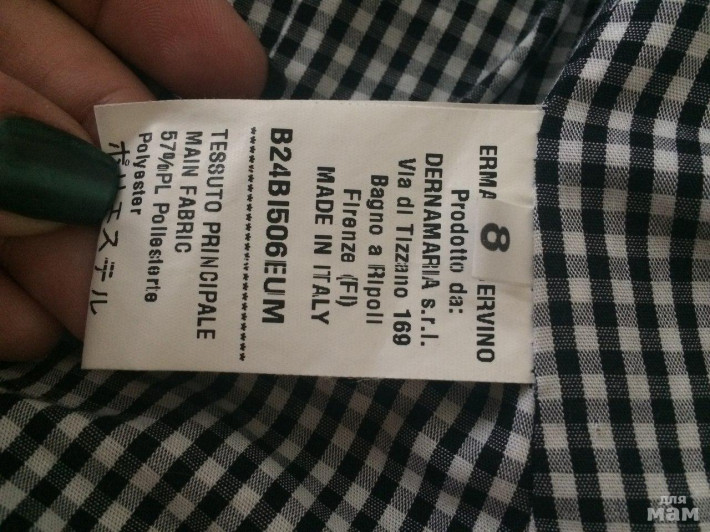 ERMA
ERVINO
8
Prodotto da:
DERNAMARIA s.r.l.
Via di Tizzano 169
Bagno a Ripoli
Firenze (FI)
MADE IN ITALY
B24BI506EUM
********************************
TESSUTO PRINCIPALE
MAIN FABRIC
57%PL Poliesterie
Polyester
ポリエステル
для
мам